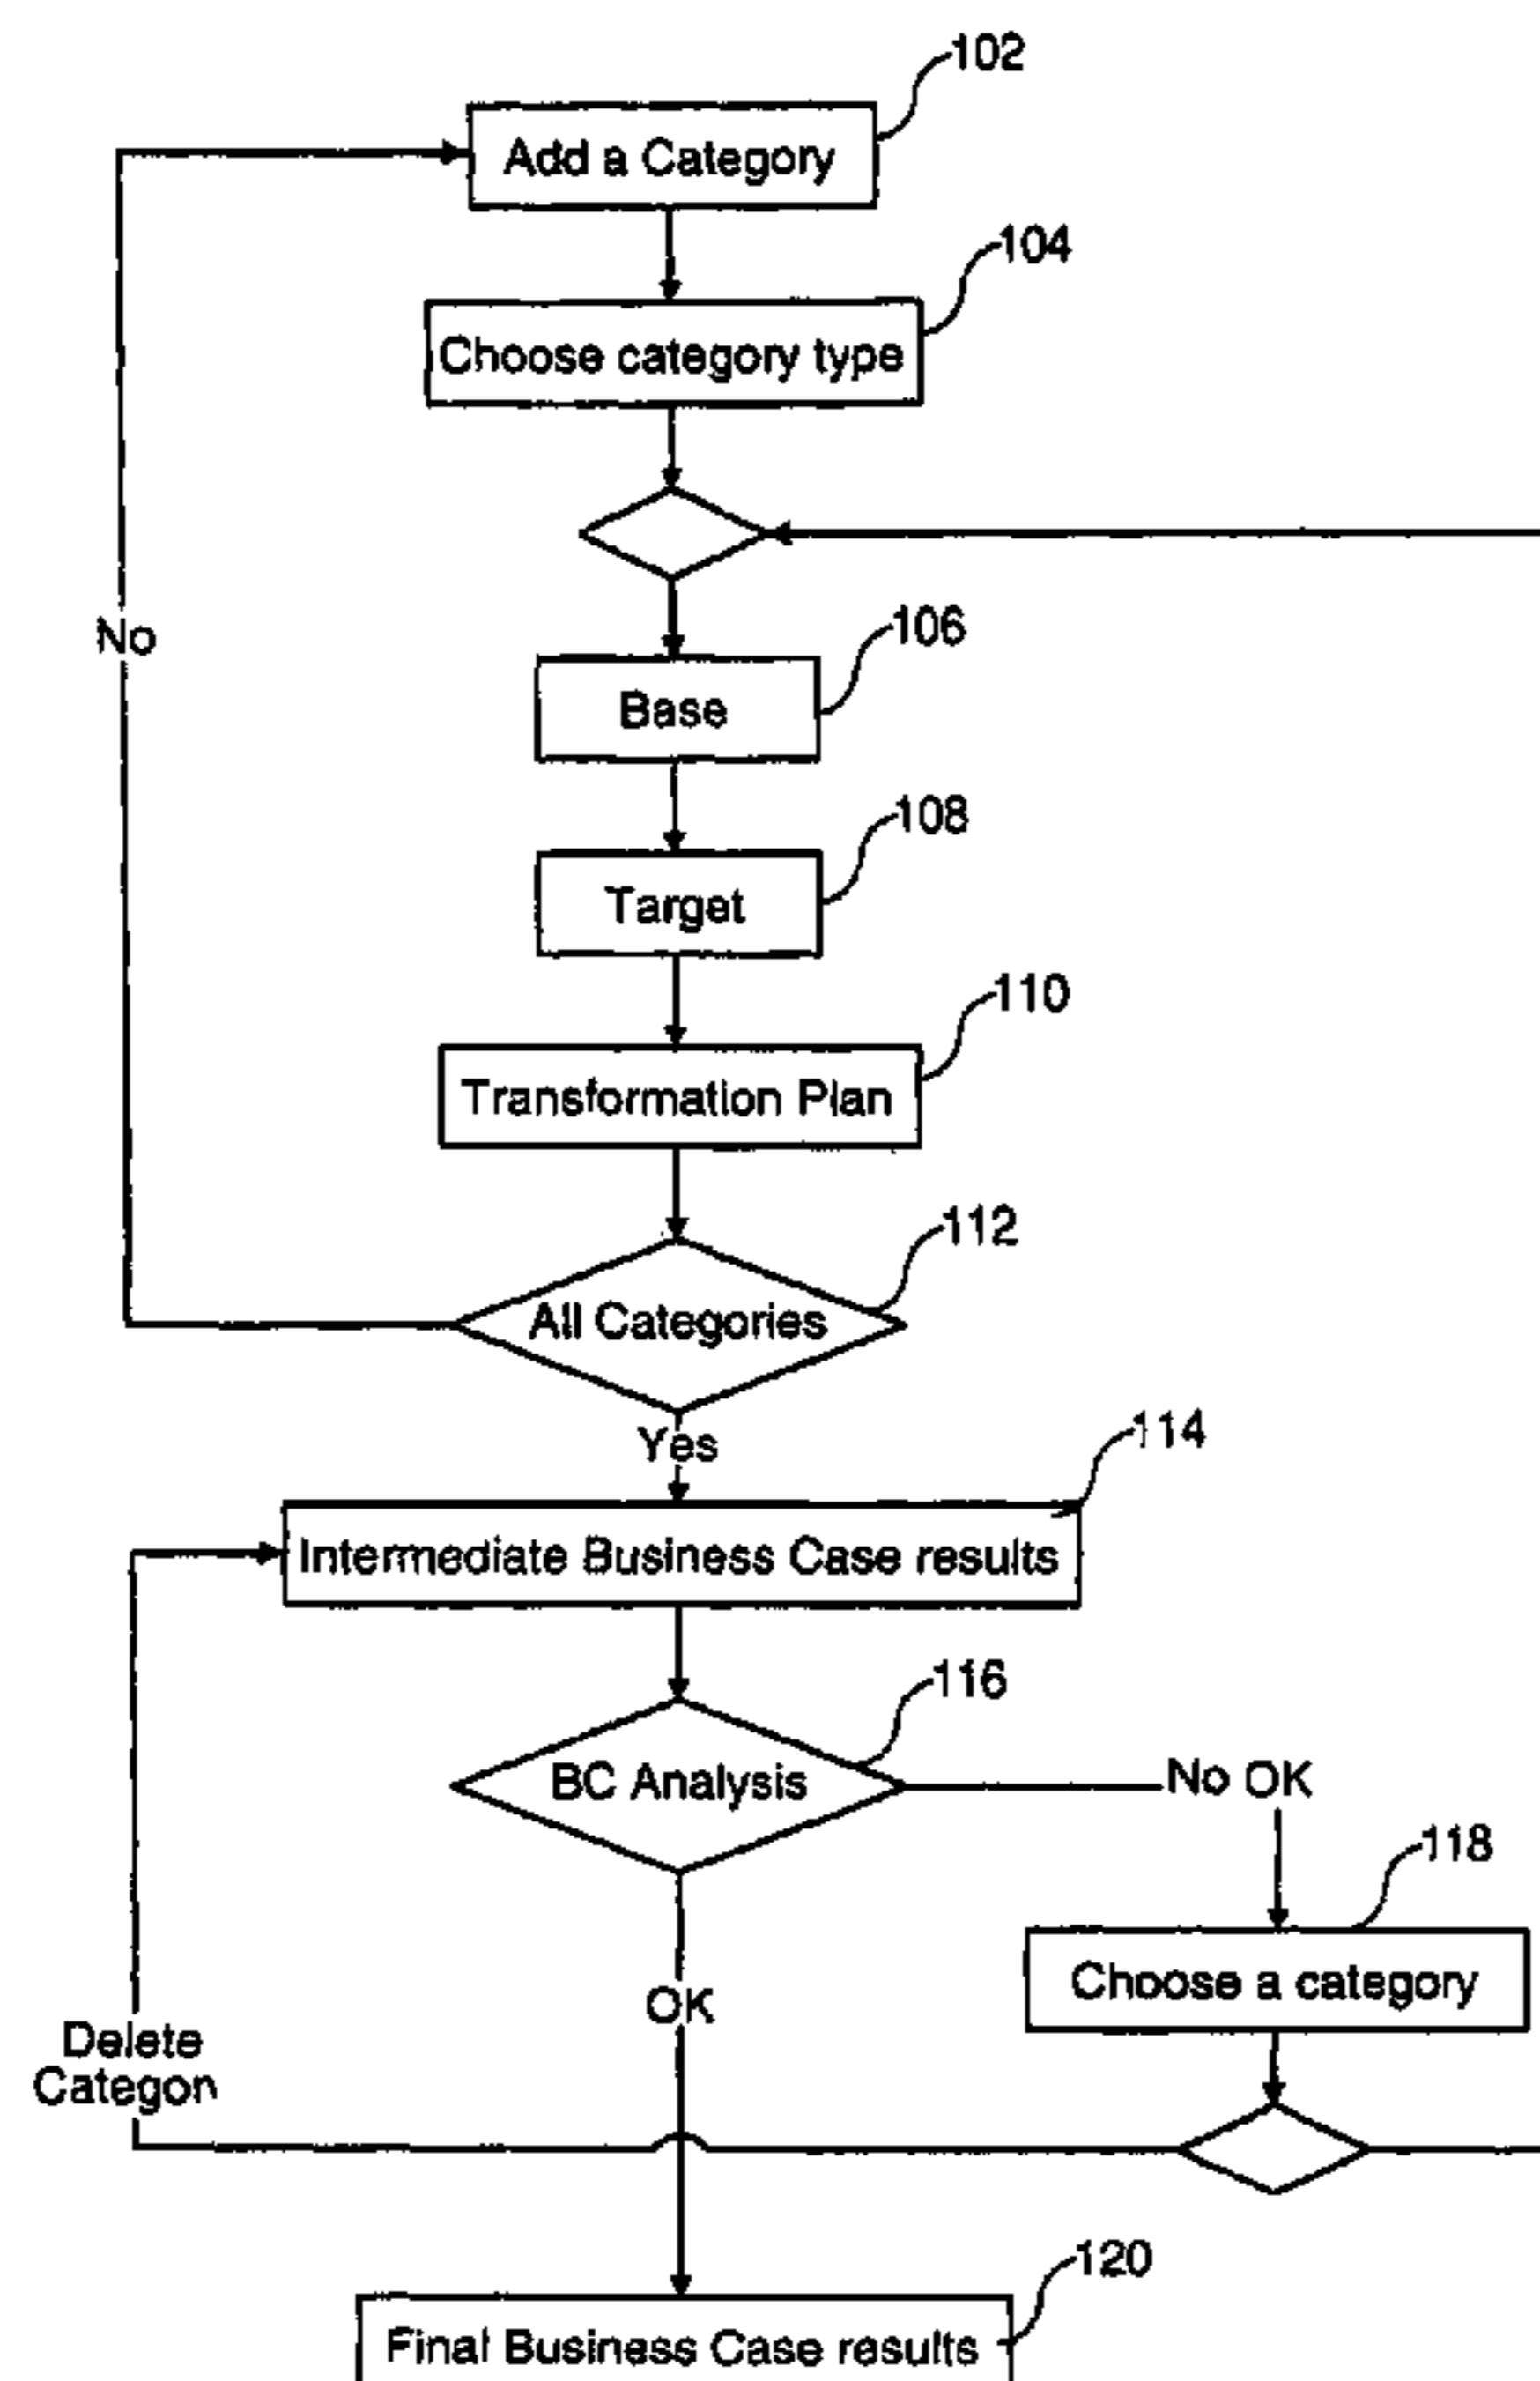 102
Add a Category
104
Choose category type
No
106
Base
108
Target
110
Transformation Plan
112
All Categories
Yes
114
Intermediate Business Case results
116
BC Analysis
No OK
118
Choose a category
OK
Delete
Categon
120
Final Business Case results